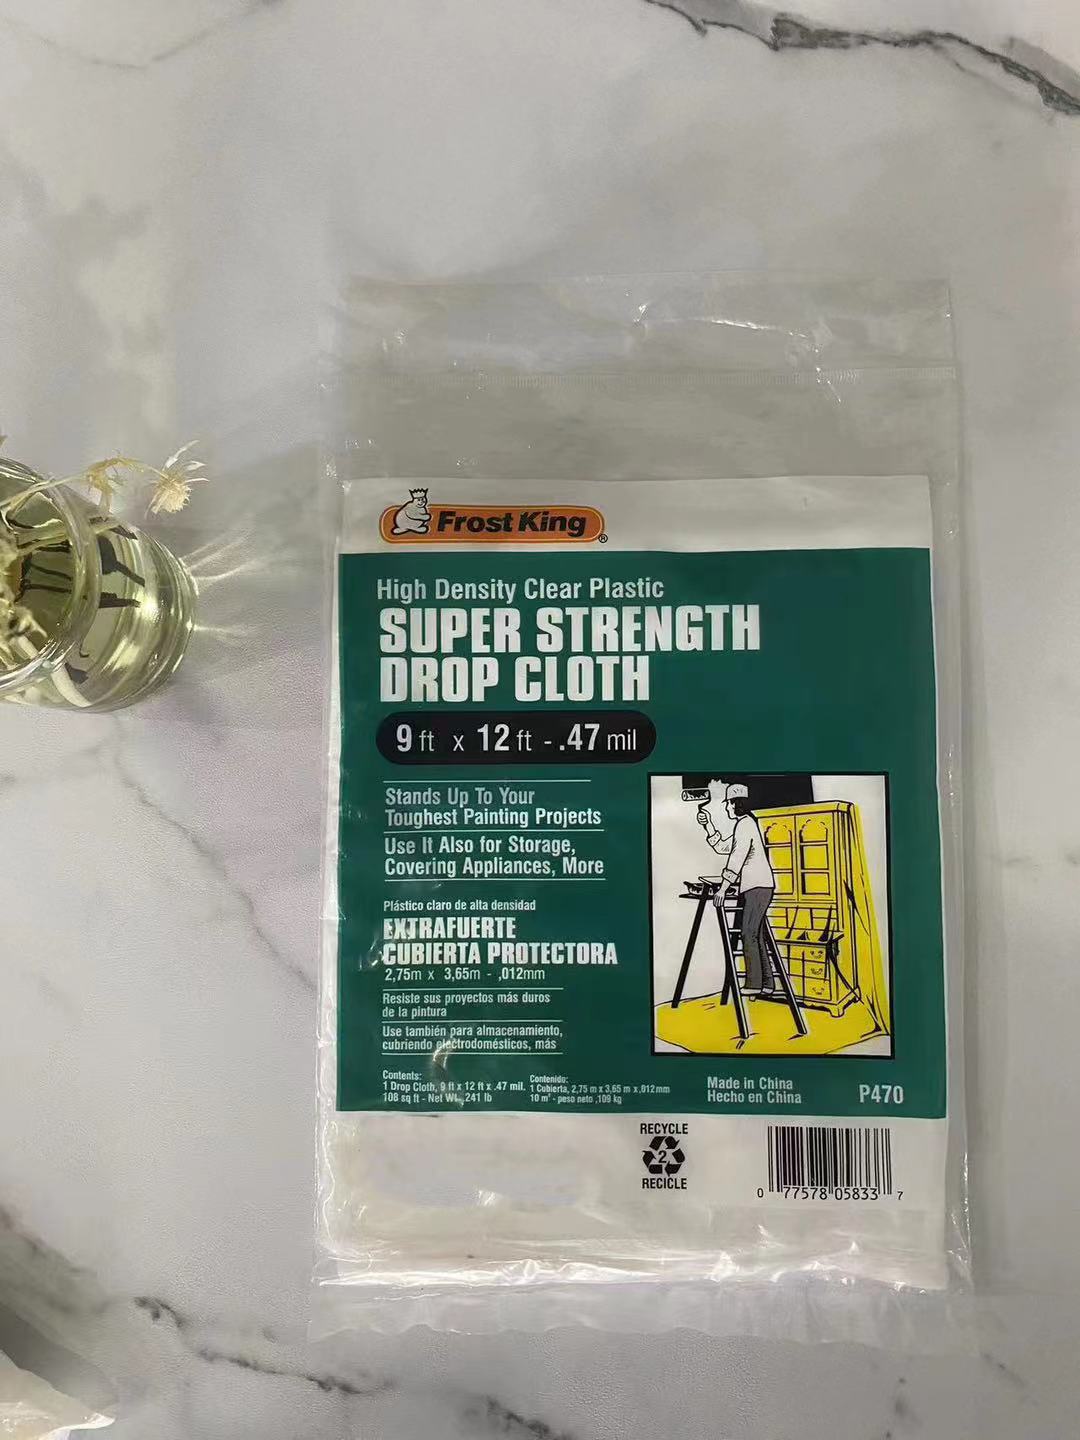 Frost King ®
High Density Clear Plastic
SUPER STRENGTH
DROP CLOTH
9 ft x 12 ft - .47 mil
Stands Up To Your
Toughest Painting Projects
Use It Also for Storage,
Covering Appliances, More
Plástico claro de alta densidad
EXTRAFUERTE
CUBIERTA PROTECTORA
2,75m x 3,65m - ,012mm
Resiste sus proyectos más duros
de la pintura
Use también para almacenamiento,
cubriendo electrodomésticos, más
Contents:
1 Drop Cloth, 9 ft x 12 ft x .47 mil.
108 sq ft - Net Wt. .241 lb
Contenido:
1 Cubierta, 2,75 m x 3,65 m x ,012mm
10 m² - peso neto ,109 kg
Made in China
Hecho en China
P470
RECYCLE
2
RECICLE
0 77578 05833 7